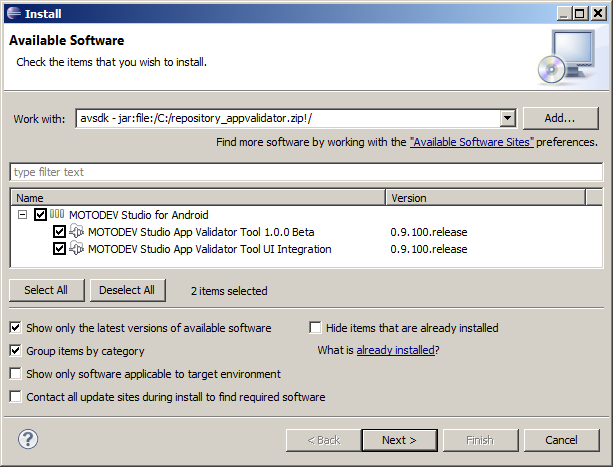 Install
Available Software
Check the items that you wish to install.
Work with: avsdk - jar:file:/C:/repository_appvalidator.zip!/ Add...
Find more software by working with the "Available Software Sites" preferences.
type filter text
Name Version
MOTODEV Studio for Android
MOTODEV Studio App Validator Tool 1.0.0 Beta 0.9.100.release
MOTODEV Studio App Validator Tool UI Integration 0.9.100.release
Select All Deselect All 2 items selected
Show only the latest versions of available software Hide items that are already installed
Group items by category What is already installed?
Show only software applicable to target environment
Contact all update sites during install to find required software
? < Back Next > Finish Cancel